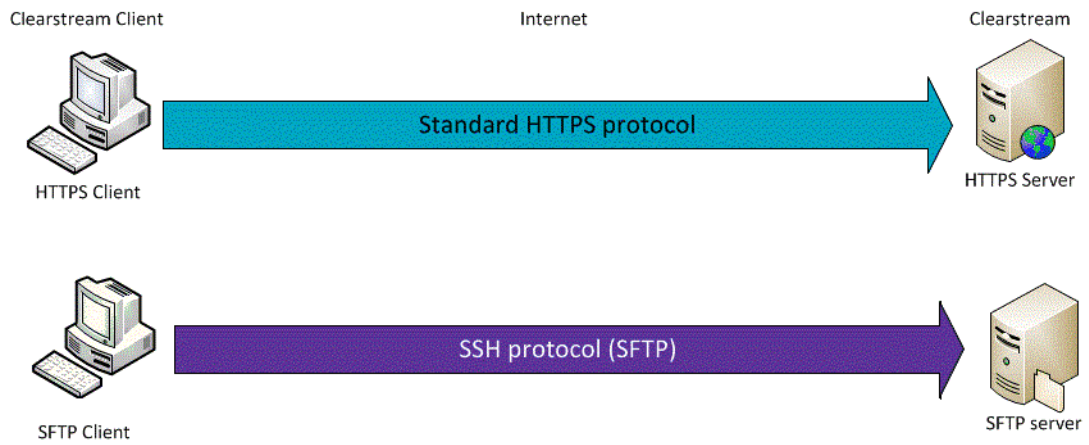 Clearstream Client
Internet
Clearstream
Standard HTTPS protocol
HTTPS Client
HTTPS Server
SSH protocol (SFTP)
SFTP Client
SFTP server